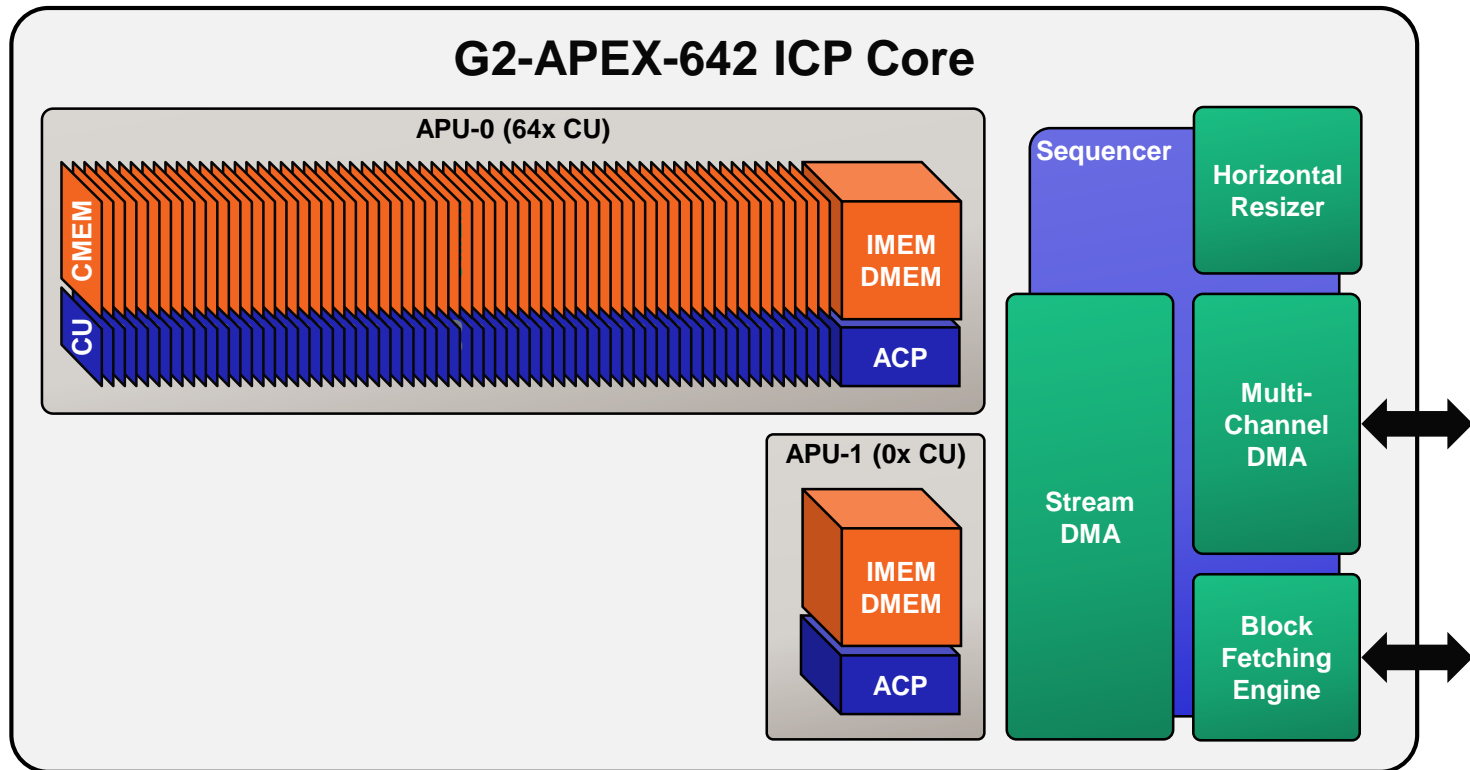 G2-APEX-642 ICP Core
APU-0 (64x CU)
CMEM
CU
IMEM
DMEM
ACP
APU-1 (0x CU)
IMEM
DMEM
ACP
Sequencer
Horizontal
Resizer
Stream
DMA
Multi-
Channel
DMA
Block
Fetching
Engine